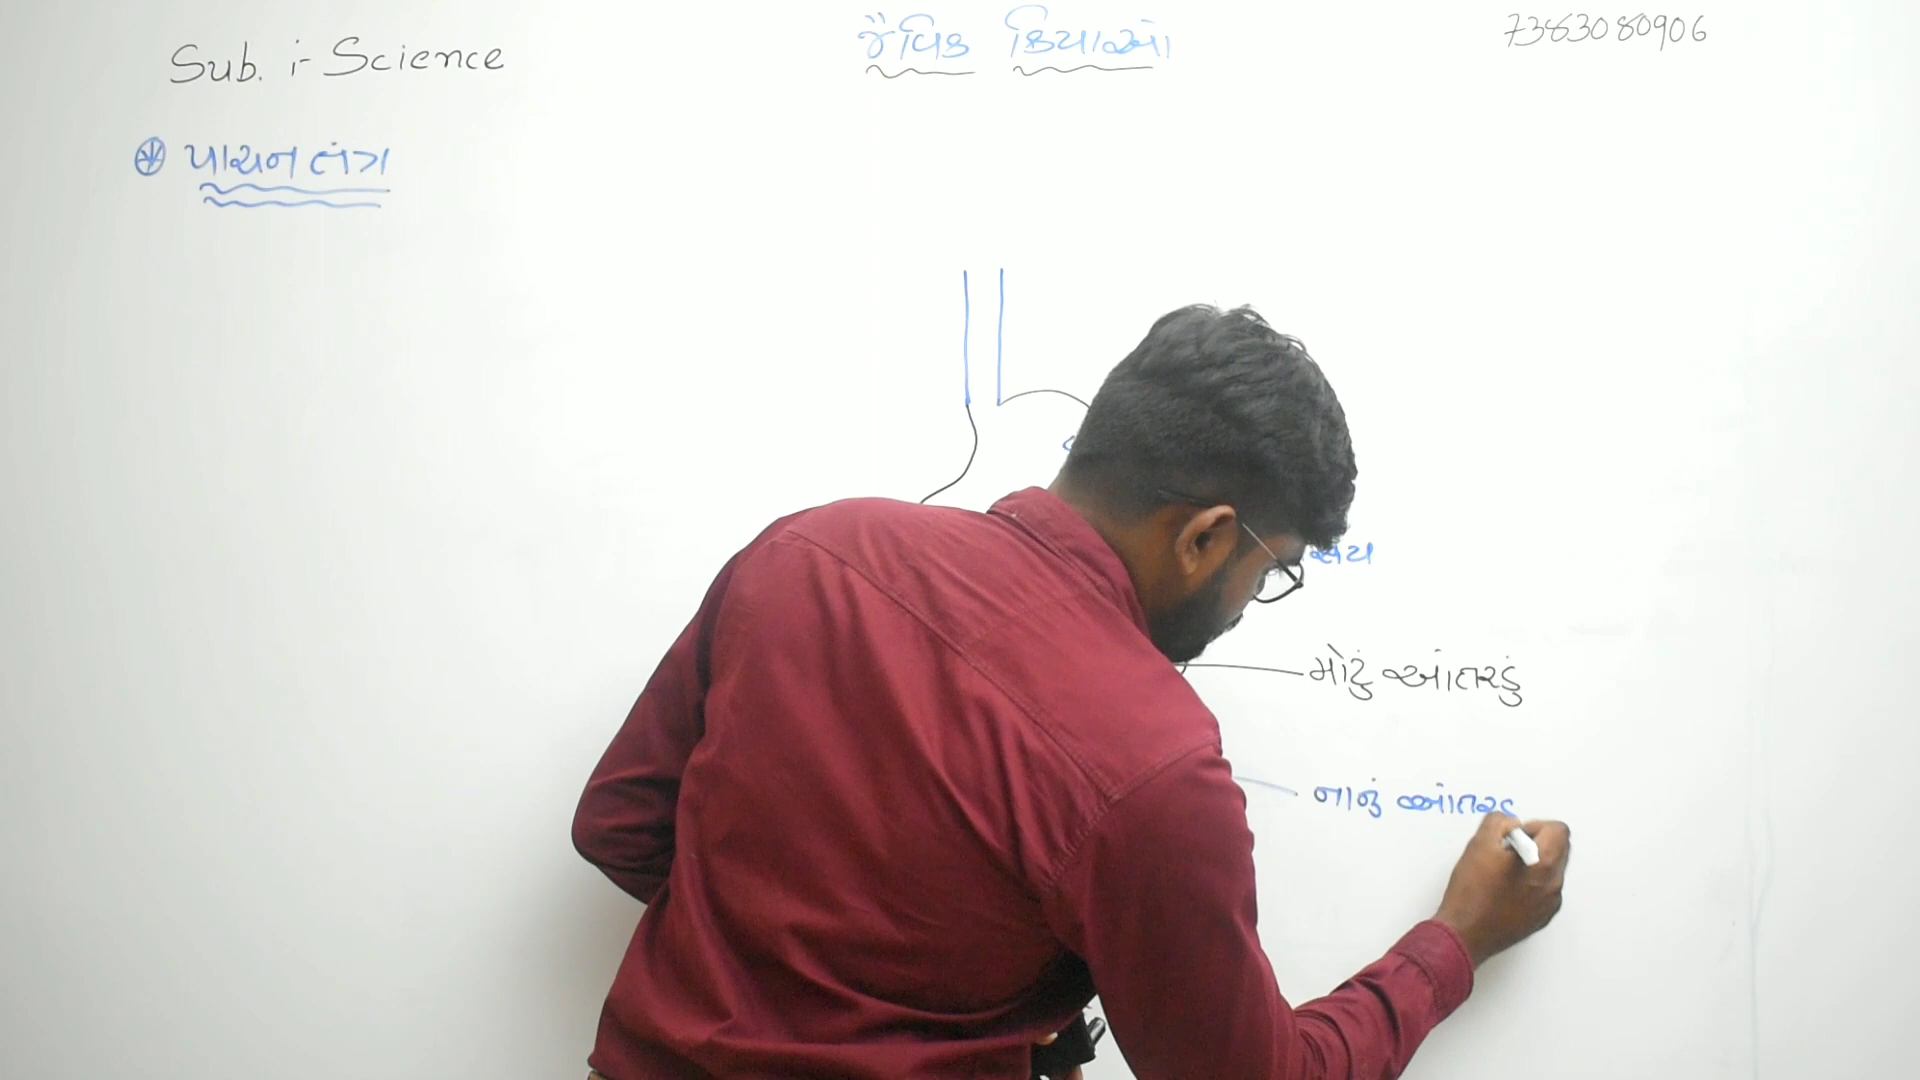 Sub. :- Science
જૈવિક ક્રિયાઓ
7383080906
પાચનતંત્ર
મોટું આંતરડું
નાનું આંતરડ